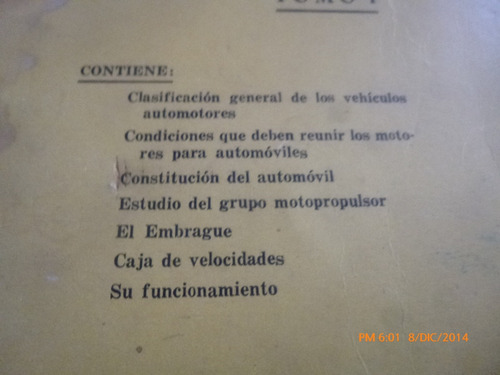 TOMO I
CONTIENE:
Clasificación general de los vehículos
automotores
Condiciones que deben reunir los moto-
res para automóviles
Constitución del automóvil
Estudio del grupo motopropulsor
El Embrague
Caja de velocidades
Su funcionamiento
PM 6:01 8/DIC/2014